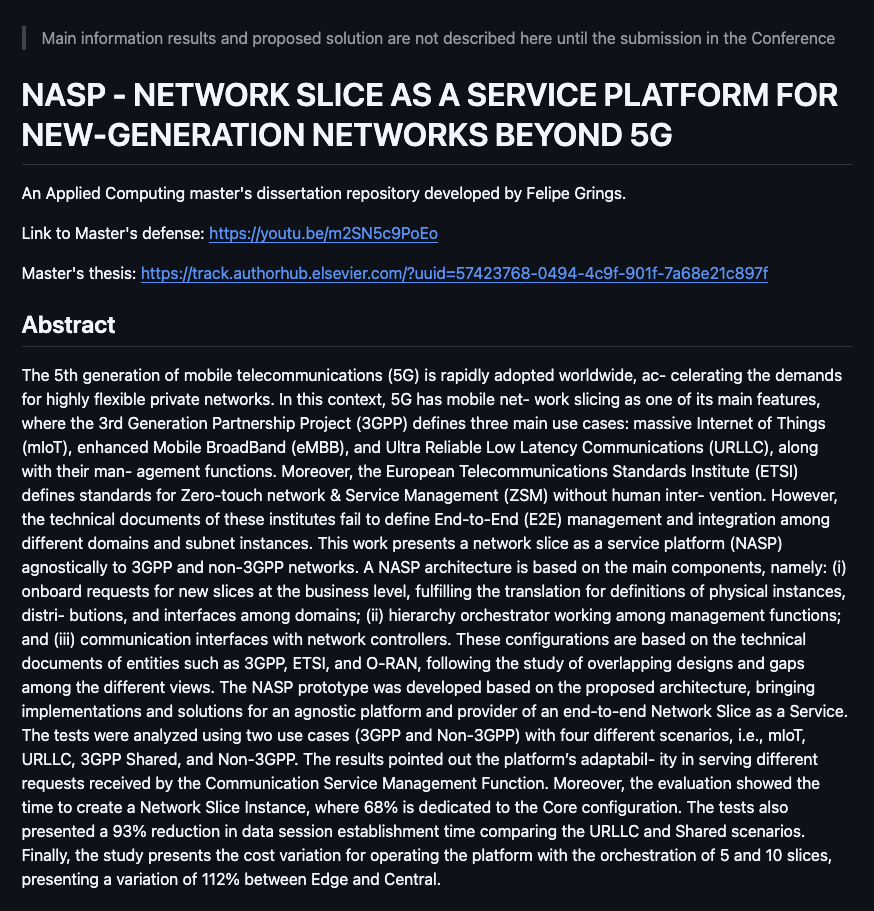 Main information results and proposed solution are not described here until the submission in the Conference
NASP - NETWORK SLICE AS A SERVICE PLATFORM FOR
NEW-GENERATION NETWORKS BEYOND 5G
An Applied Computing master's dissertation repository developed by Felipe Grings.
Link to Master's defense: https://youtu.be/m2SN5c9PoEo
Master's thesis: https://track.authorhub.elsevier.com/?uuid=57423768-0494-4c9f-901f-7a68e21c897f
Abstract
The 5th generation of mobile telecommunications (5G) is rapidly adopted worldwide, ac- celerating the demands
for highly flexible private networks. In this context, 5G has mobile net- work slicing as one of its main features,
where the 3rd Generation Partnership Project (3GPP) defines three main use cases: massive Internet of Things
(mIoT), enhanced Mobile BroadBand (eMBB), and Ultra Reliable Low Latency Communications (URLLC), along
with their man- agement functions. Moreover, the European Telecommunications Standards Institute (ETSI)
defines standards for Zero-touch network & Service Management (ZSM) without human inter- vention. However,
the technical documents of these institutes fail to define End-to-End (E2E) management and integration among
different domains and subnet instances. This work presents a network slice as a service platform (NASP)
agnostically to 3GPP and non-3GPP networks. A NASP architecture is based on the main components, namely: (i)
onboard requests for new slices at the business level, fulfilling the translation for definitions of physical instances,
distri- butions, and interfaces among domains; (ii) hierarchy orchestrator working among management functions;
and (iii) communication interfaces with network controllers. These configurations are based on the technical
documents of entities such as 3GPP, ETSI, and O-RAN, following the study of overlapping designs and gaps
among the different views. The NASP prototype was developed based on the proposed architecture, bringing
implementations and solutions for an agnostic platform and provider of an end-to-end Network Slice as a Service.
The tests were analyzed using two use cases (3GPP and Non-3GPP) with four different scenarios, i.e., mIoT,
URLLC, 3GPP Shared, and Non-3GPP. The results pointed out the platform’s adaptabil- ity in serving different
requests received by the Communication Service Management Function. Moreover, the evaluation showed the
time to create a Network Slice Instance, where 68% is dedicated to the Core configuration. The tests also
presented a 93% reduction in data session establishment time comparing the URLLC and Shared scenarios.
Finally, the study presents the cost variation for operating the platform with the orchestration of 5 and 10 slices,
presenting a variation of 112% between Edge and Central.